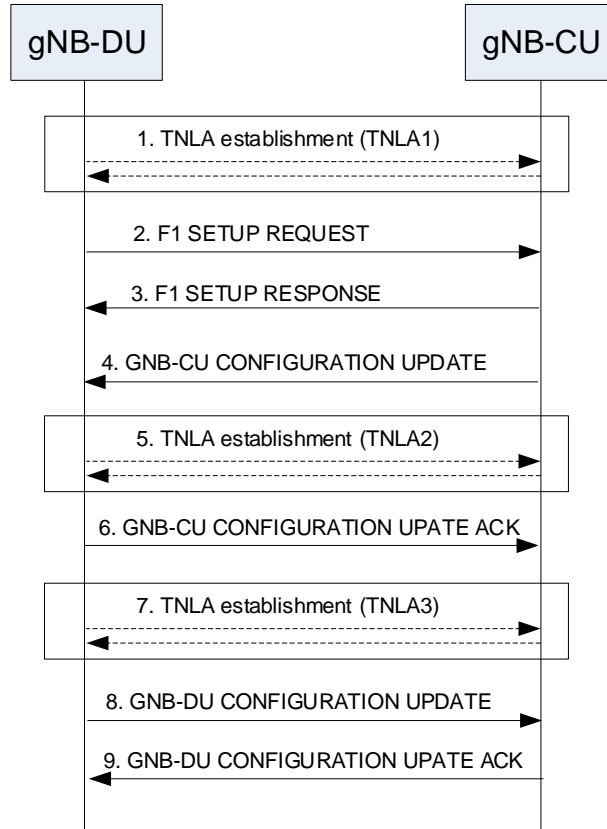 gNB-DU
gNB-CU
1. TNLA establishment (TNLA1)
2. F1 SETUP REQUEST
3. F1 SETUP RESPONSE
4. GNB-CU CONFIGURATION UPDATE
5. TNLA establishment (TNLA2)
6. GNB-CU CONFIGURATION UPATE ACK
7. TNLA establishment (TNLA3)
8. GNB-DU CONFIGURATION UPDATE
9. GNB-DU CONFIGURATION UPATE ACK